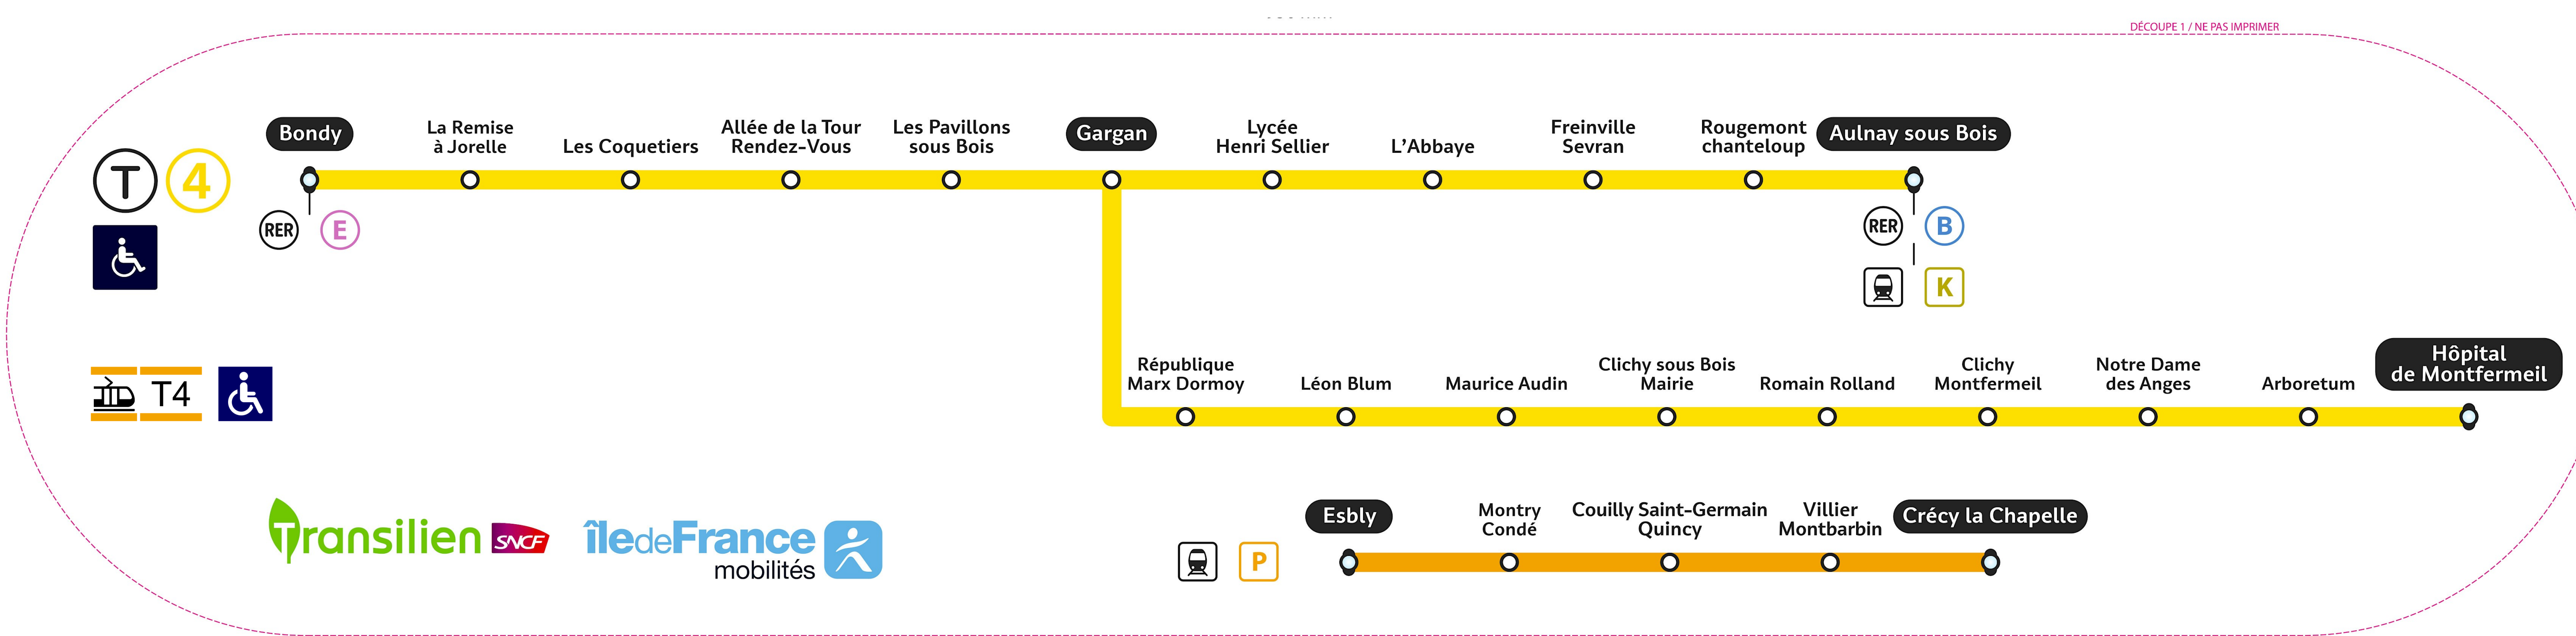 DÉCOUPE 1 / NE PAS IMPRIMER
T 4
Bondy
La Remise
à Jorelle
Les Coquetiers
Allée de la Tour
Rendez-Vous
Les Pavillons
sous Bois
Gargan
Lycée
Henri Sellier
L'Abbaye
Freinville
Sevran
Rougemont
chanteloup
Aulnay sous Bois
RER E
RER B
K
T4
République
Marx Dormoy
Léon Blum
Maurice Audin
Clichy sous Bois
Mairie
Romain Rolland
Clichy
Montfermeil
Notre Dame
des Anges
Arboretum
Hôpital
de Montfermeil
Transilien SNCF
îledeFrance
mobilités
P
Esbly
Montry
Condé
Couilly Saint-Germain
Quincy
Villier
Montbarbin
Crécy la Chapelle